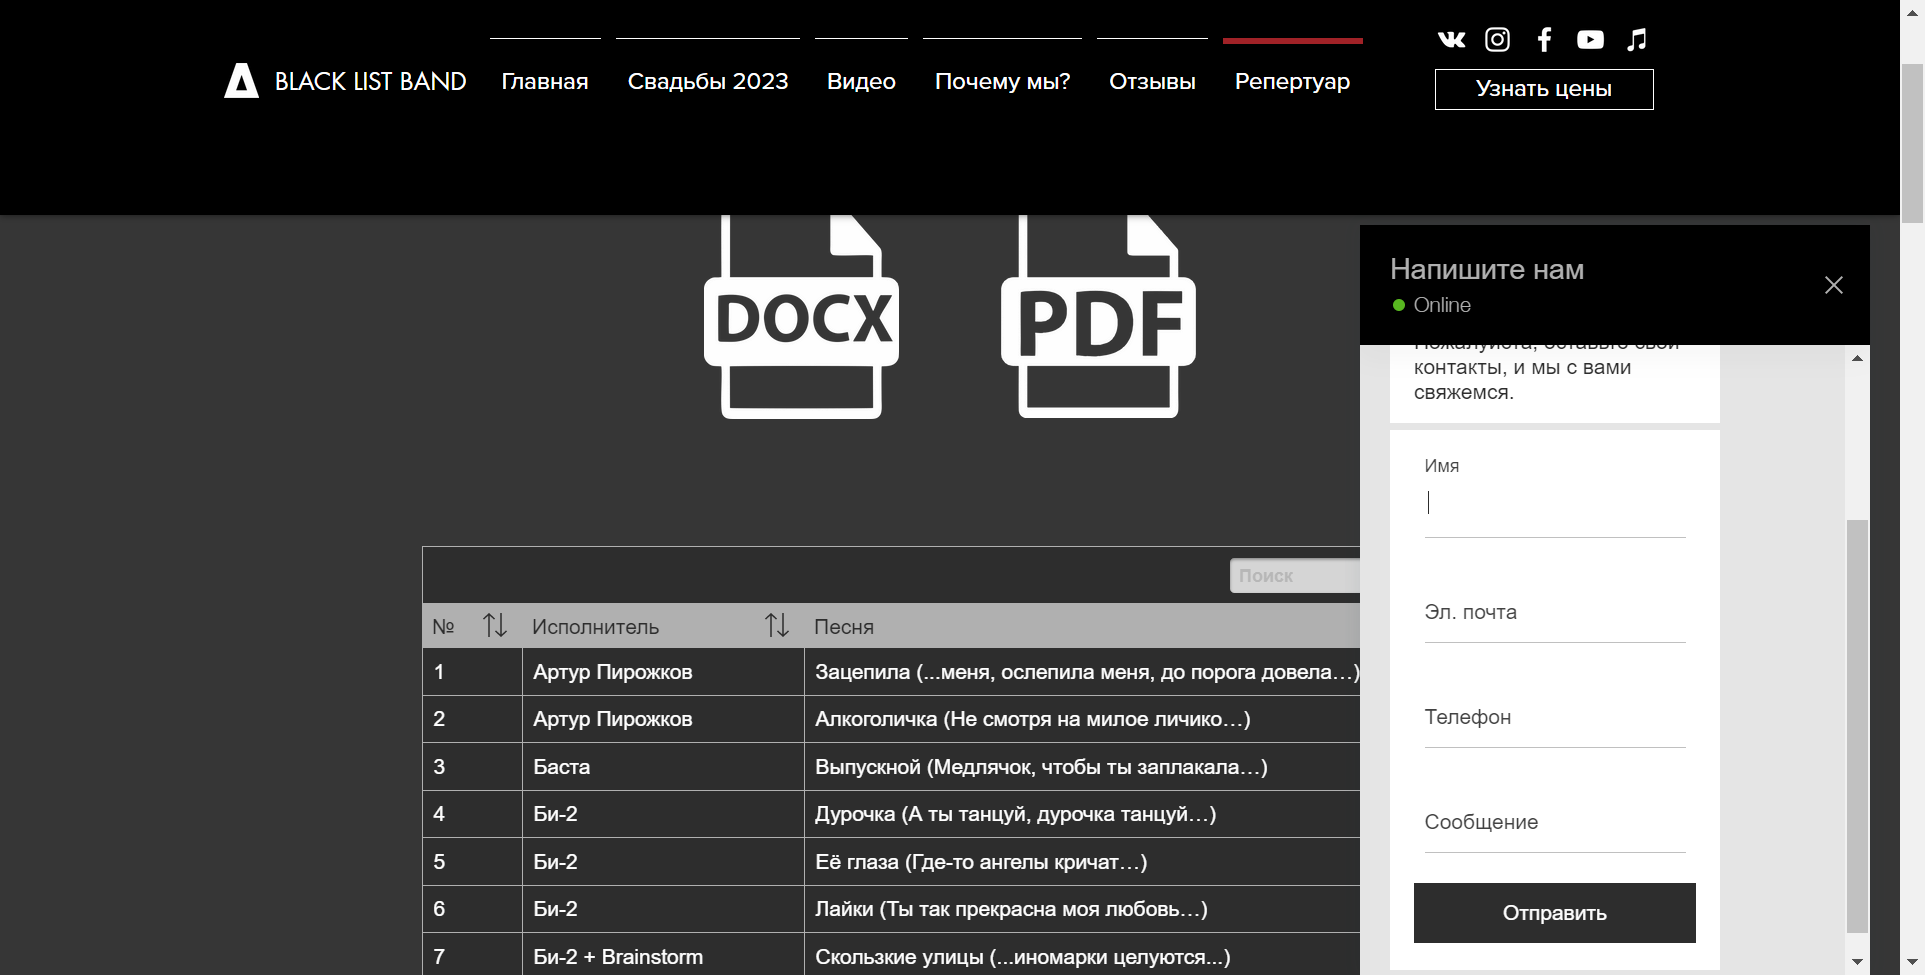 BLACK LIST BAND
Главная
Свадьбы 2023
Видео
Почему мы?
Отзывы
Репертуар
Узнать цены
DOCX
PDF
Напишите нам
Online
Пожалуйста, оставьте свои
контакты, и мы с вами
свяжемся.
Имя
Эл. почта
Телефон
Сообщение
Отправить
Поиск
№ Исполнитель Песня
1 Артур Пирожков Зацепила (...меня, ослепила меня, до порога довела...)
2 Артур Пирожков Алкоголичка (Не смотря на милое личико...)
3 Баста Выпускной (Медлячок, чтобы ты заплакала...)
4 Би-2 Дурочка (А ты танцуй, дурочка танцуй...)
5 Би-2 Её глаза (Где-то ангелы кричат...)
6 Би-2 Лайки (Ты так прекрасна моя любовь...)
7 Би-2 + Brainstorm Скользкие улицы (...иномарки целуются...)